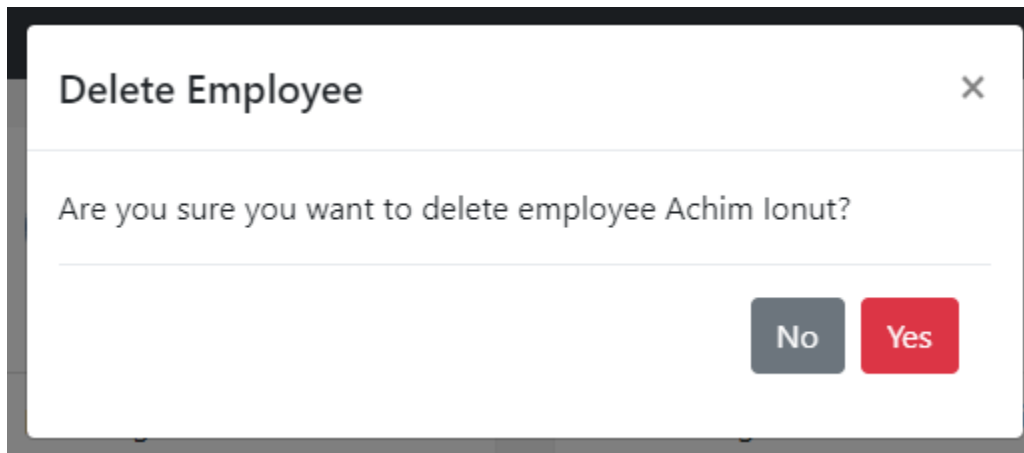 Delete Employee ×
Are you sure you want to delete employee Achim Ionut?
No Yes